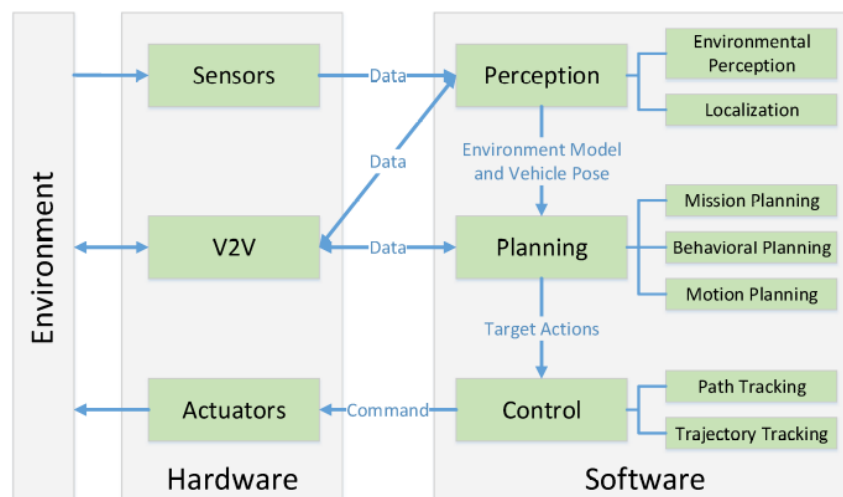 Environment
Sensors
V2V
Actuators
Hardware
Data
Data
Data
Command
Perception
Environment Model
and Vehicle Pose
Planning
Target Actions
Control
Software
Environmental
Perception
Localization
Mission Planning
Behavioral Planning
Motion Planning
Path Tracking
Trajectory Tracking